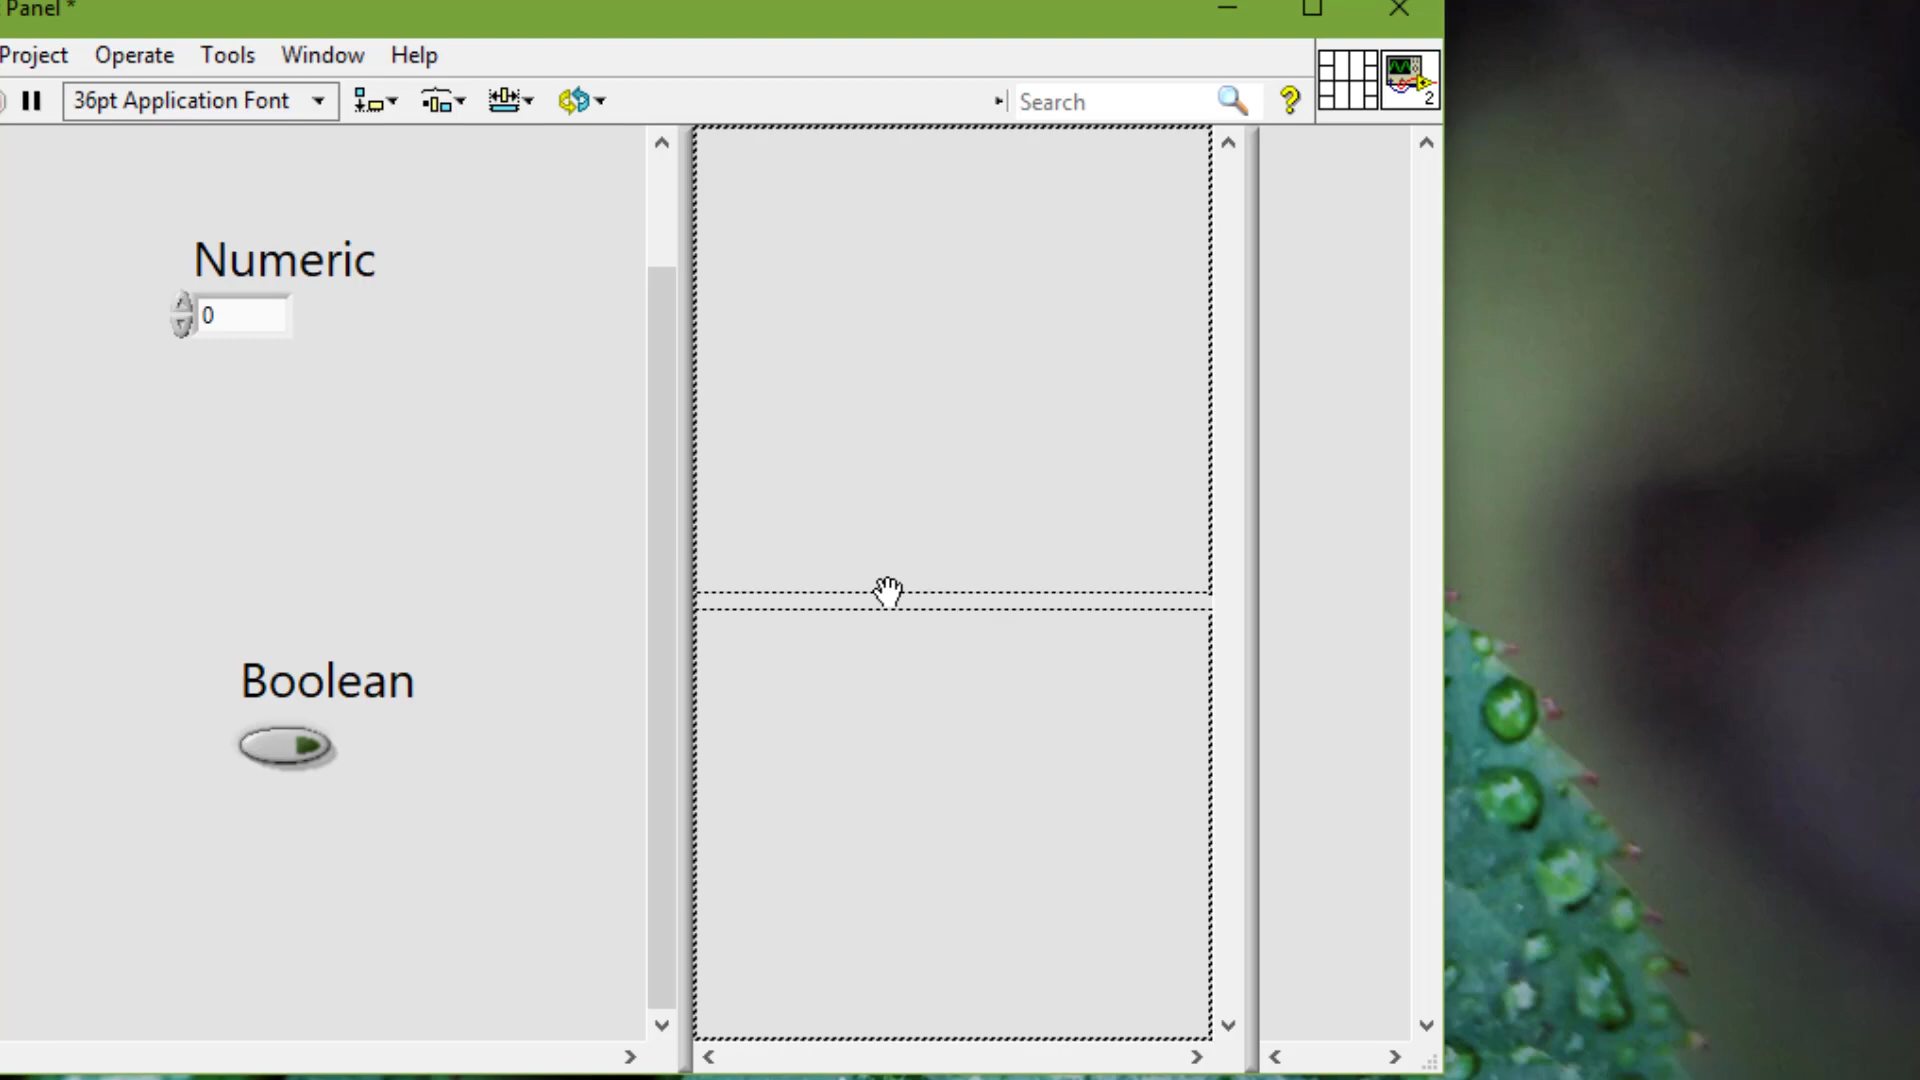 Panel *
Project Operate Tools Window Help
36pt Application Font
Search
?
2
Numeric
0
Boolean